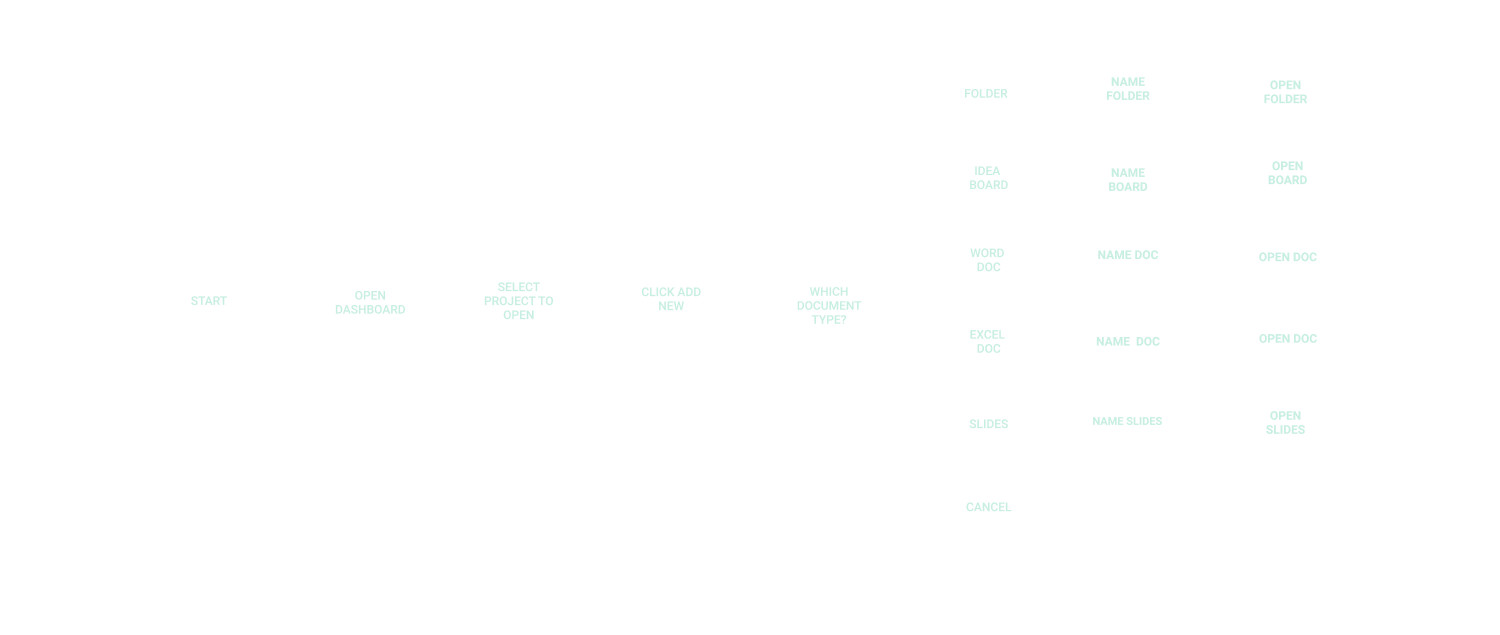 START
OPEN
DASHBOARD
SELECT
PROJECT TO
OPEN
CLICK ADD
NEW
WHICH
DOCUMENT
TYPE?
FOLDER
NAME
FOLDER
OPEN
FOLDER
IDEA
BOARD
NAME
BOARD
OPEN
BOARD
WORD
DOC
NAME DOC
OPEN DOC
EXCEL
DOC
NAME  DOC
OPEN DOC
SLIDES
NAME SLIDES
OPEN
SLIDES
CANCEL